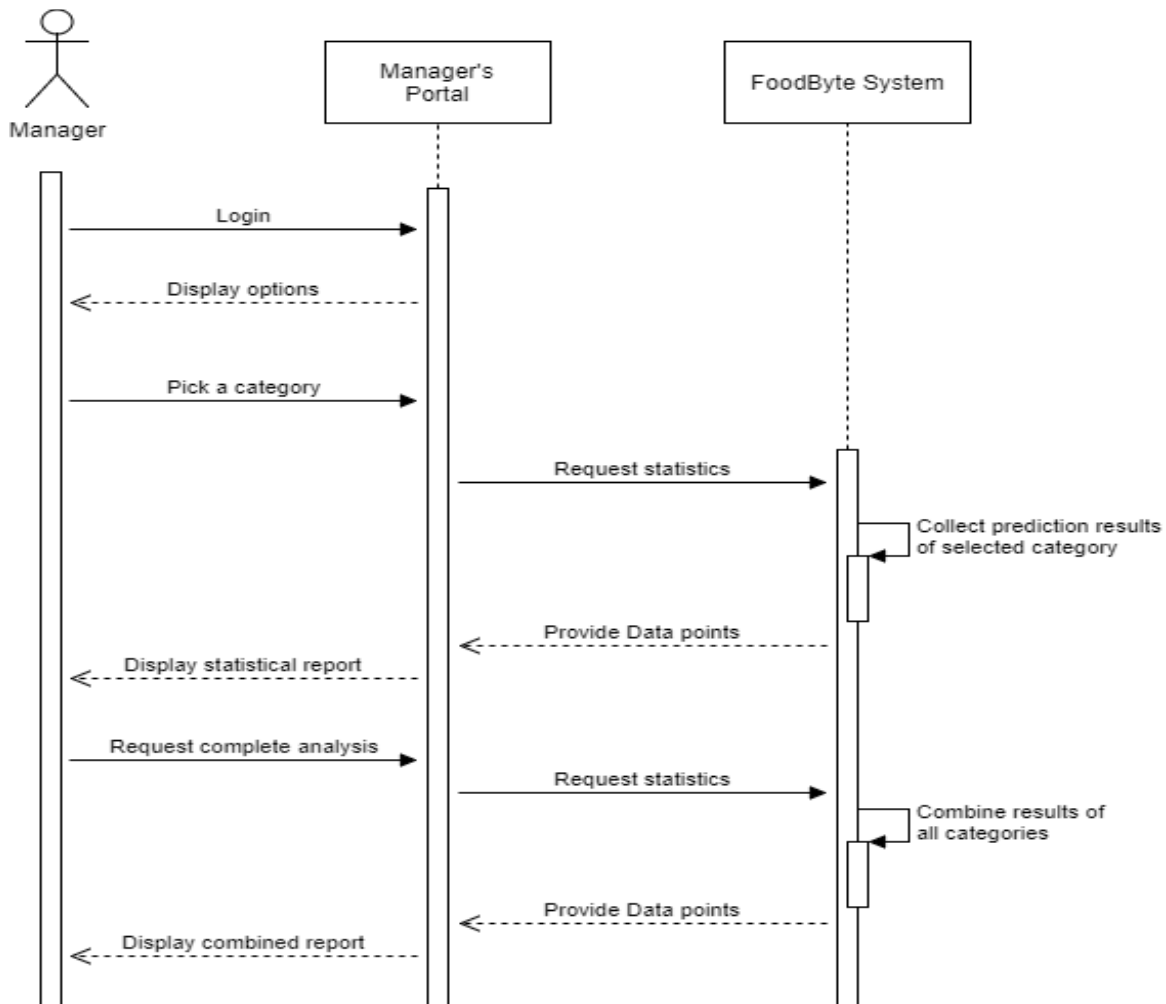 Manager
Manager's
Portal
FoodByte System
Login
Display options
Pick a category
Request statistics
Collect prediction results
of selected category
Provide Data points
Display statistical report
Request complete analysis
Request statistics
Combine results of
all categories
Provide Data points
Display combined report